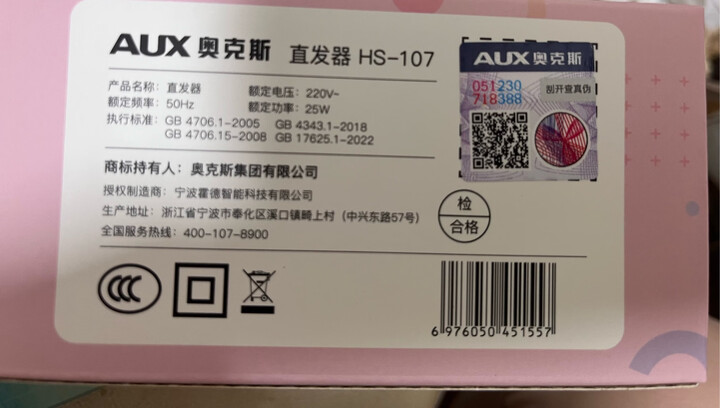 AUX 奥克斯 直发器 HS-107
产品名称：直发器 额定电压：220V~
额定频率：50Hz 额定功率：25W
执行标准：GB 4706.1-2005 GB 4343.1-2018
GB 4706.15-2008 GB 17625.1-2022
商标持有人：奥克斯集团有限公司
授权制造商：宁波霍德智能科技有限公司
生产地址：浙江省宁波市奉化区溪口镇畸上村（中兴东路57号）
全国服务热线：400-107-8900
检
合格
CCC
6 976050 451557
AUX 奥克斯
051230
718388
刮开查真伪